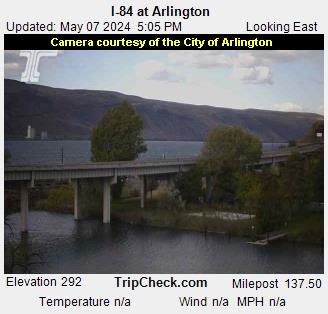 I-84 at Arlington
Updated: May 07 2024 5:05 PM Looking East
Camera courtesy of the City of Arlington
Elevation 292 TripCheck.com Milepost 137.50
Temperature n/a Wind n/a MPH n/a